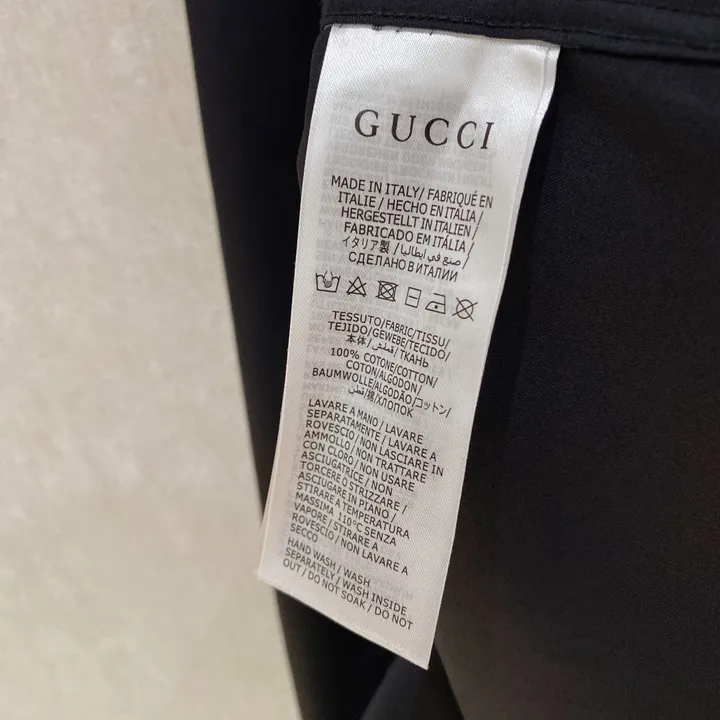 GUCCI
MADE IN ITALY/FABRIQUÉ EN
ITALIE/HECHO EN ITALIA/
HERGESTELLT IN ITALIEN/
FABRICADO EM ITÁLIA/
イタリア製/صنع في إيطاليا/
СДЕЛАНО В ИТАЛИИ
TESSUTO/FABRIC/TISSU/
TEJIDO/GEWEBE/TECIDO/
本体/قماش/ТКАНЬ
100% COTONE/COTTON/
COTON/ALGODON/
BAUMWOLLE/ALGODÃO/コットン/
棉/قطن/ХЛОПОК
LAVARE A MANO / LAVARE
SEPARATAMENTE / LAVARE A
ROVESCIO / NON LASCIARE IN
AMMOLLO / NON TRATTARE
CON CLORO / NON USARE
ASCIUGATRICE / NON
TORCERE O STRIZZARE /
ASCIUGARE IN PIANO /
STIRARE A TEMPERATURA
MASSIMA 110°C SENZA
VAPORE / STIRARE A
ROVESCIO / NON LAVARE A
SECCO
HAND WASH / WASH
SEPARATELY / WASH INSIDE
OUT / DO NOT SOAK / DO NOT